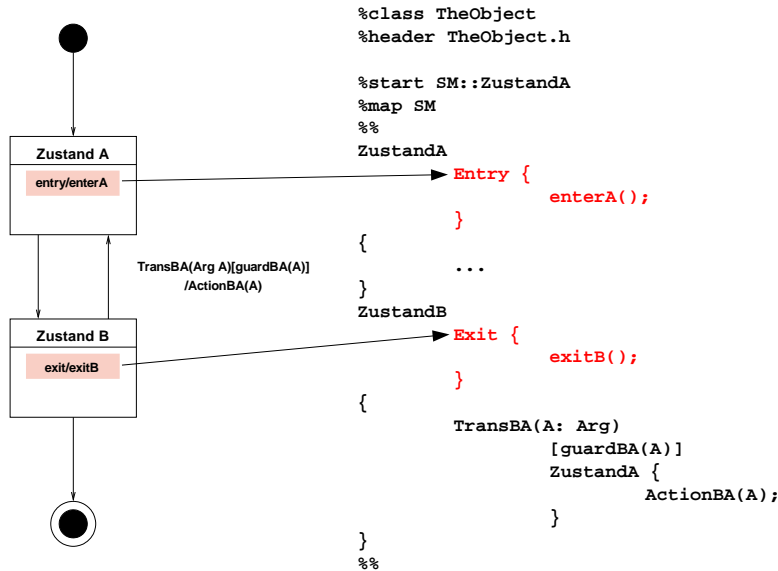 Zustand A
entry/enterA
TransBA(Arg A)[guardBA(A)]
/ActionBA(A)
Zustand B
exit/exitB
%class TheObject
%header TheObject.h
%start SM::ZustandA
%map SM
%%
ZustandA
Entry {
enterA();
}
{
...
}
ZustandB
Exit {
exitB();
}
{
TransBA(A: Arg)
[guardBA(A)]
ZustandA {
ActionBA(A);
}
}
%%